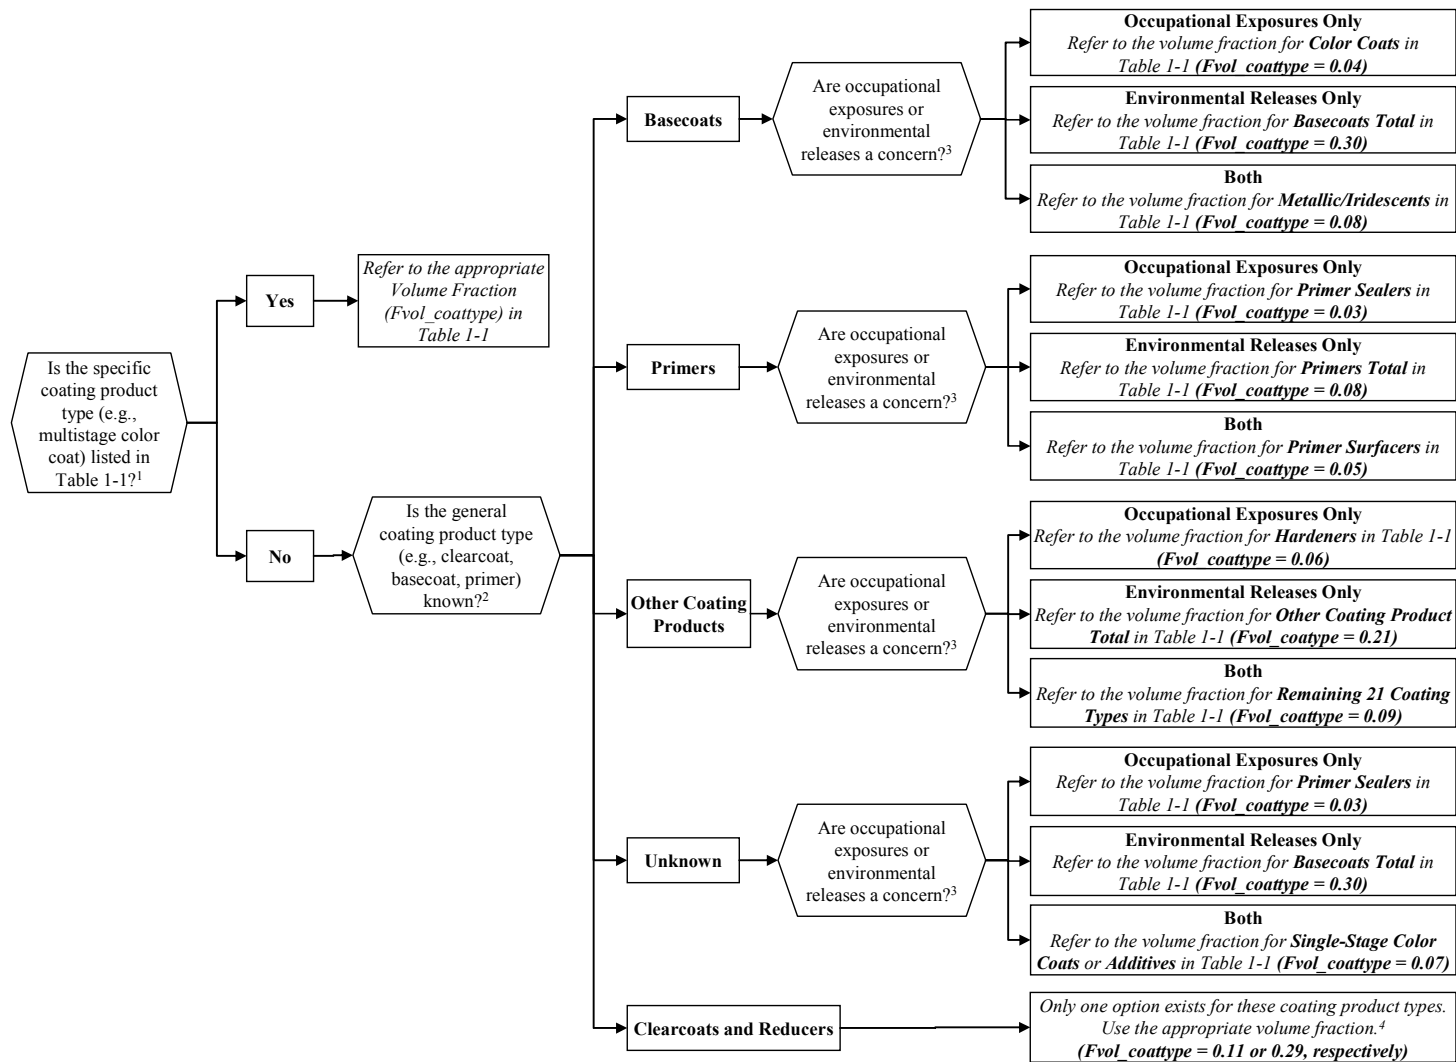 Is the specific
coating product
type (e.g.,
multistage color
coat) listed in
Table 1-1?1
Yes
Refer to the appropriate
Volume Fraction
(Fvol_coattype) in
Table 1-1
No
Is the general
coating product type
(e.g., clearcoat,
basecoat, primer)
known?2
Basecoats
Are occupational
exposures or
environmental
releases a concern?3
Occupational Exposures Only
Refer to the volume fraction for Color Coats in
Table 1-1 (Fvol_coattype = 0.04)
Environmental Releases Only
Refer to the volume fraction for Basecoats Total in
Table 1-1 (Fvol_coattype = 0.30)
Both
Refer to the volume fraction for Metallic/Iridescents in
Table 1-1 (Fvol_coattype = 0.08)
Primers
Are occupational
exposures or
environmental
releases a concern?3
Occupational Exposures Only
Refer to the volume fraction for Primer Sealers in
Table 1-1 (Fvol_coattype = 0.03)
Environmental Releases Only
Refer to the volume fraction for Primers Total in
Table 1-1 (Fvol_coattype = 0.08)
Both
Refer to the volume fraction for Primer Surfacers in
Table 1-1 (Fvol_coattype = 0.05)
Other Coating
Products
Are occupational
exposures or
environmental
releases a concern?3
Occupational Exposures Only
Refer to the volume fraction for Hardeners in Table 1-1
(Fvol_coattype = 0.06)
Environmental Releases Only
Refer to the volume fraction for Other Coating Product
Total in Table 1-1 (Fvol_coatype = 0.21)
Both
Refer to the volume fraction for Remaining 21 Coating
Types in Table 1-1 (Fvol_coattype = 0.09)
Unknown
Are occupational
exposures or
environmental
releases a concern?3
Occupational Exposures Only
Refer to the volume fraction for Primer Sealers in
Table 1-1 (Fvol_coattype = 0.03)
Environmental Releases Only
Refer to the volume fraction for Basecoats Total in
Table 1-1 (Fvol_coattype = 0.30)
Both
Refer to the volume fraction for Single-Stage Color
Coats or Additives in Table 1-1 (Fvol_coattype = 0.07)
Clearcoats and Reducers
Only one option exists for these coating product types.
Use the appropriate volume fraction.4
(Fvol_coattype = 0.11 or 0.29, respectively)